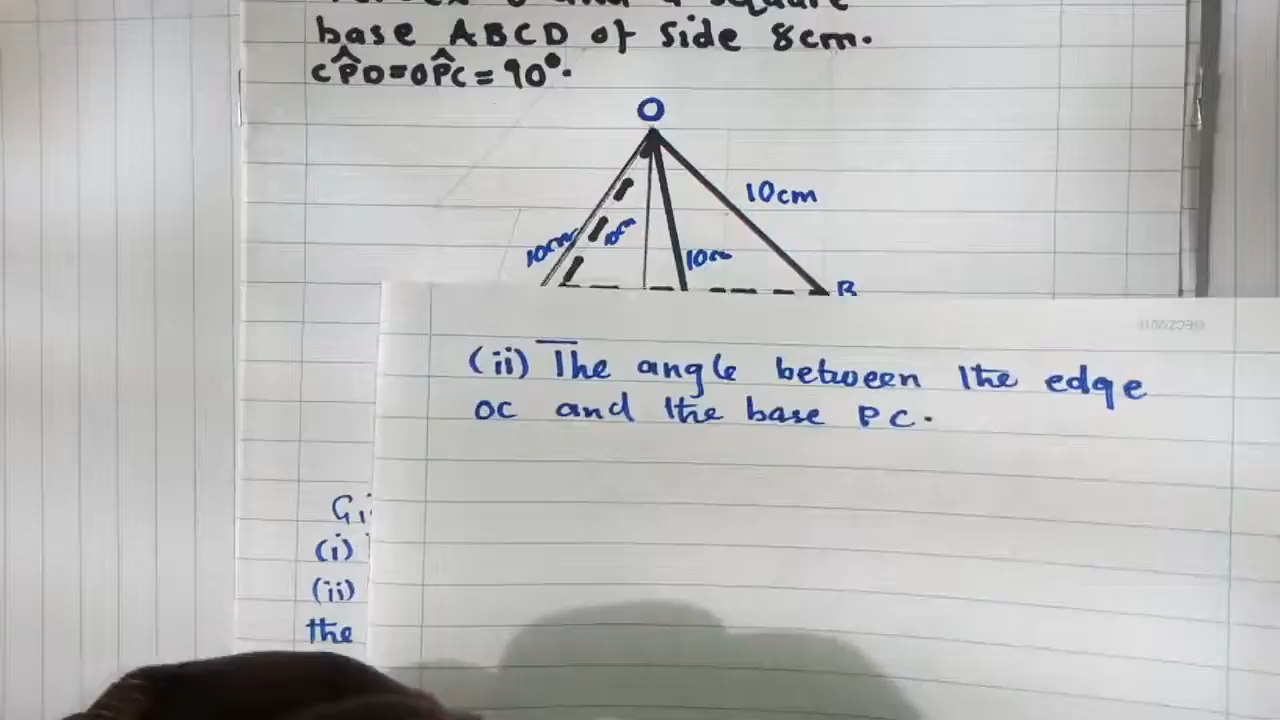 base ABCD of side 8cm.
CP̂O=OP̂C= 90°.
O
10cm
10cm
10cm
10cm
B
(ii) The angle between the edge
OC and the base PC.
(i)
(ii)
the